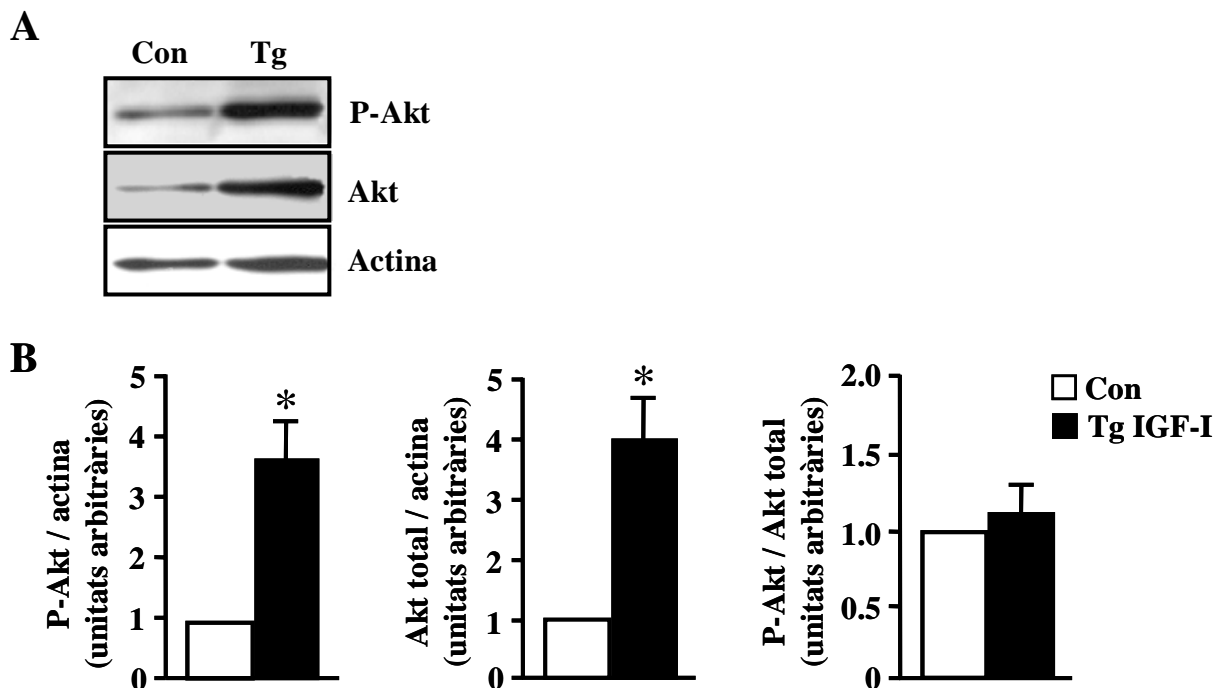 A
Con Tg
P-Akt
Akt
Actina
B
P-Akt / actina
(unitats arbitràries)
5
4
3
2
1
0
*
Akt total / actina
(unitats arbitràries)
5
4
3
2
1
0
*
P-Akt / Akt total
(unitats arbitràries)
2.0
1.5
1.0
0.5
0
Con
Tg IGF-I